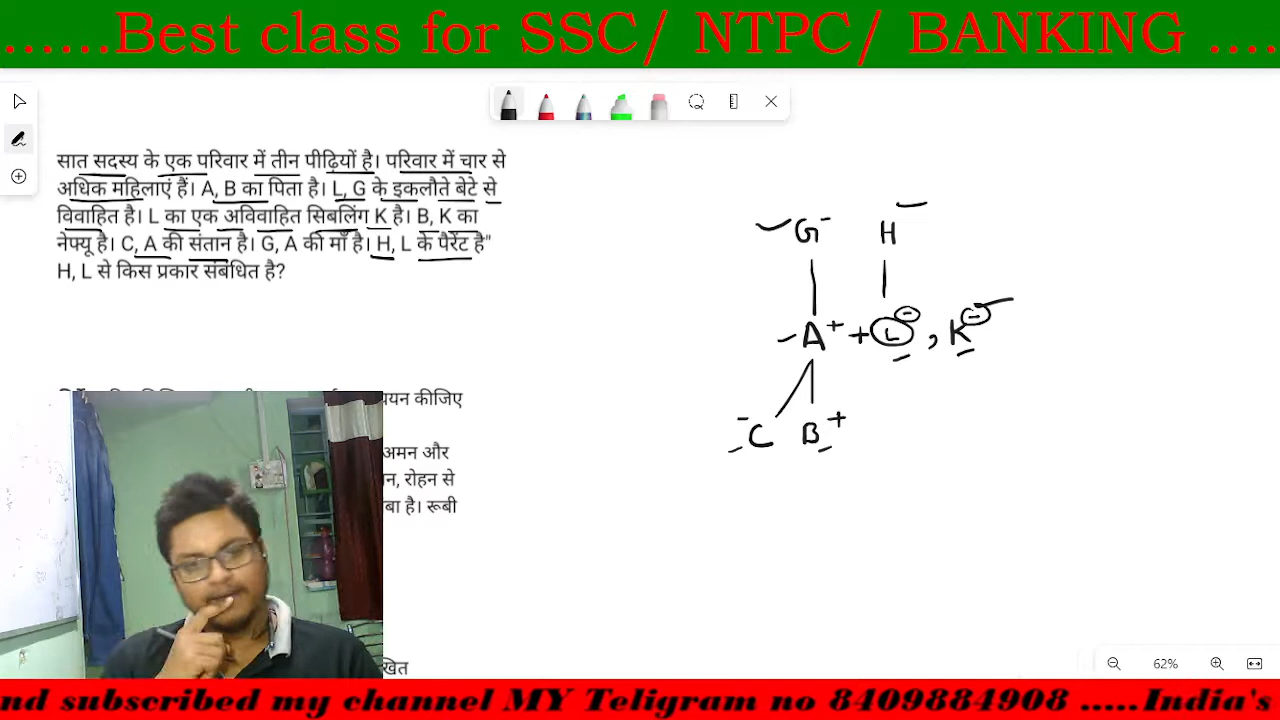 ......Best class for SSC/ NTPC/ BANKING ....
सात सदस्य के एक परिवार में तीन पीढ़ियों है। परिवार में चार से
अधिक महिलाएं हैं। A, B का पिता है। L, G के इकलौते बेटे से
विवाहित है। L का एक अविवाहित सिबलिंग K है। B, K का
नेफ्यू है। C, A की संतान है। G, A की माँ है। H, L के पैरेंट है"
H, L से किस प्रकार संबंधित है?
G - H -
A + + L - , K -
- C B +
चयन कीजिए
अमन और
न, रोहन से
बा है। रूबी
62%
nd subscribed my channel MY Teligram no 8409884908 .....India's